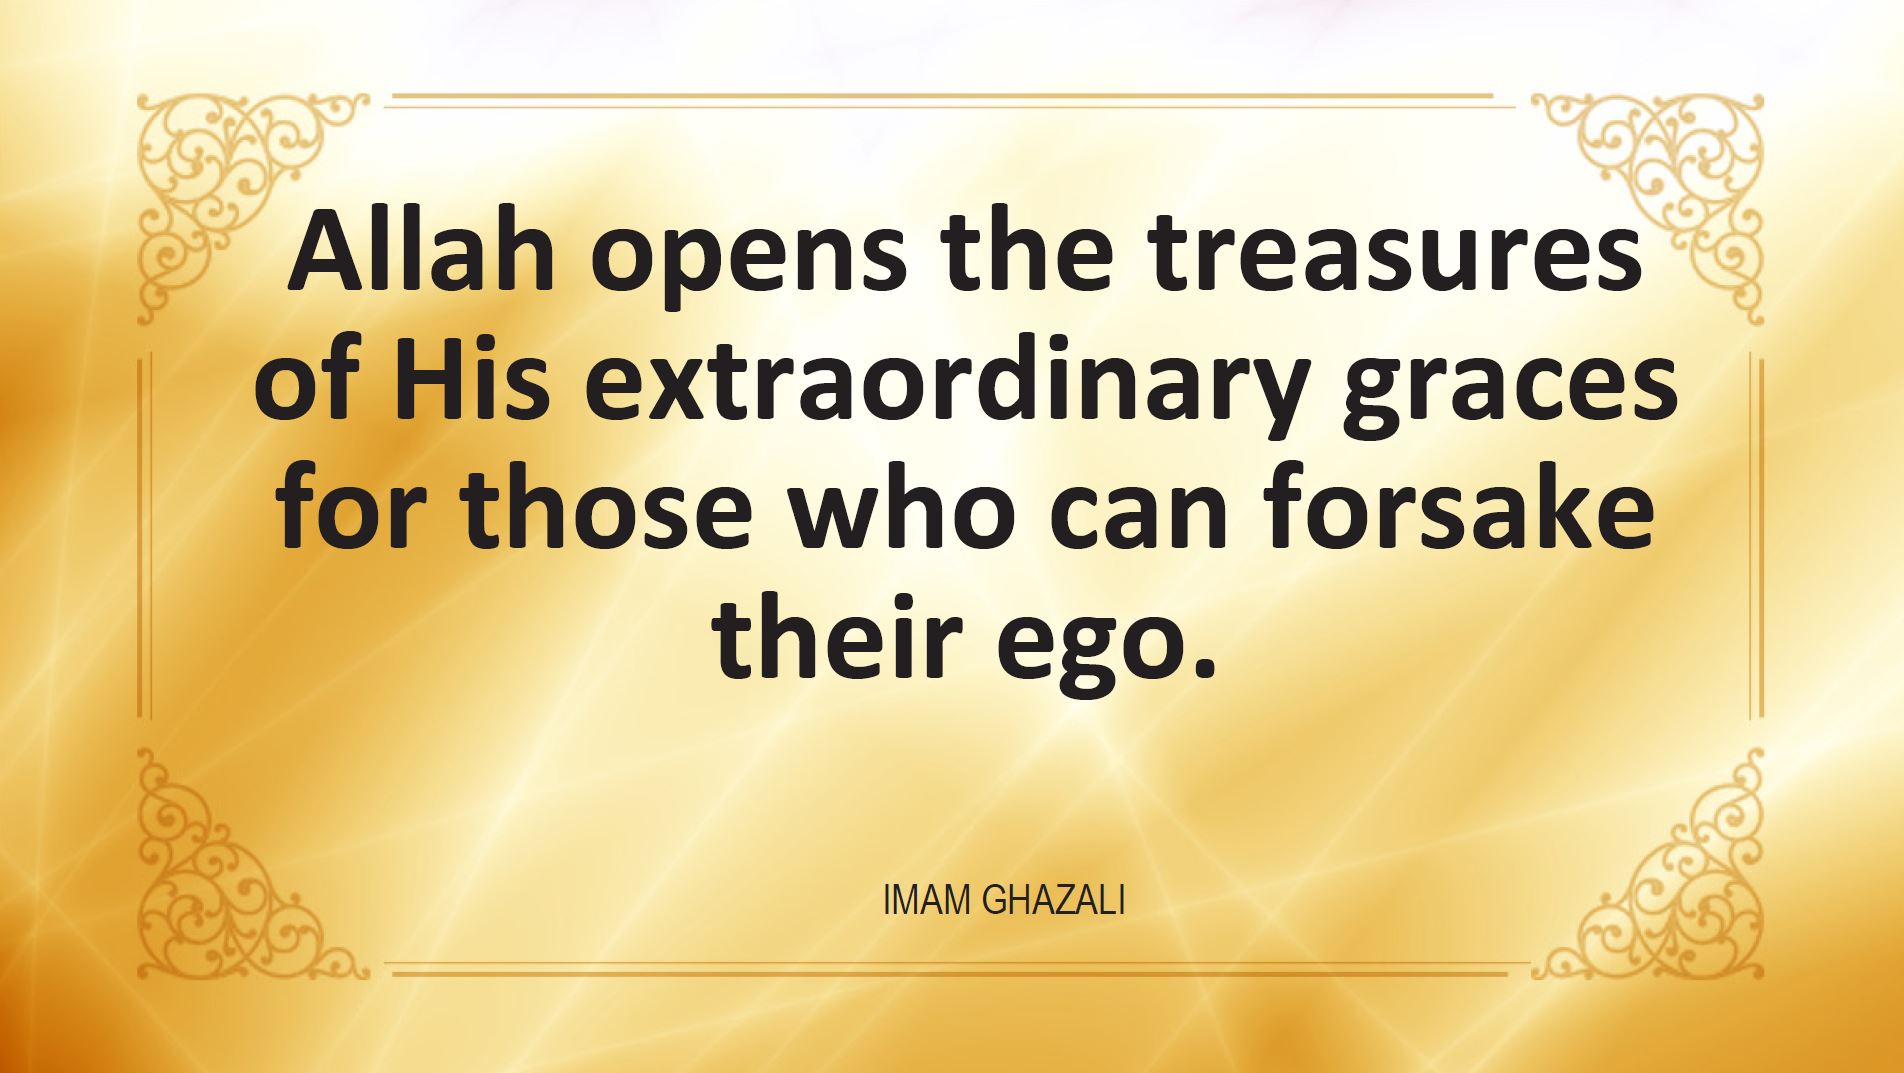 Allah opens the treasures
of His extraordinary graces
for those who can forsake
their ego.
IMAM GHAZALI